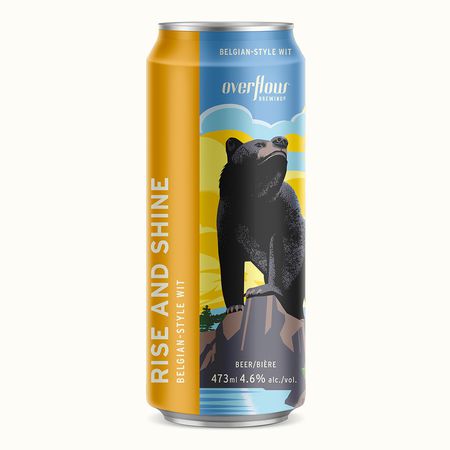 BELGIAN-STYLE WIT
overflow
BREWING
RISE AND SHINE
BELGIAN-STYLE WIT
BEER/BIÈRE
473ml 4.6% alc./vol.